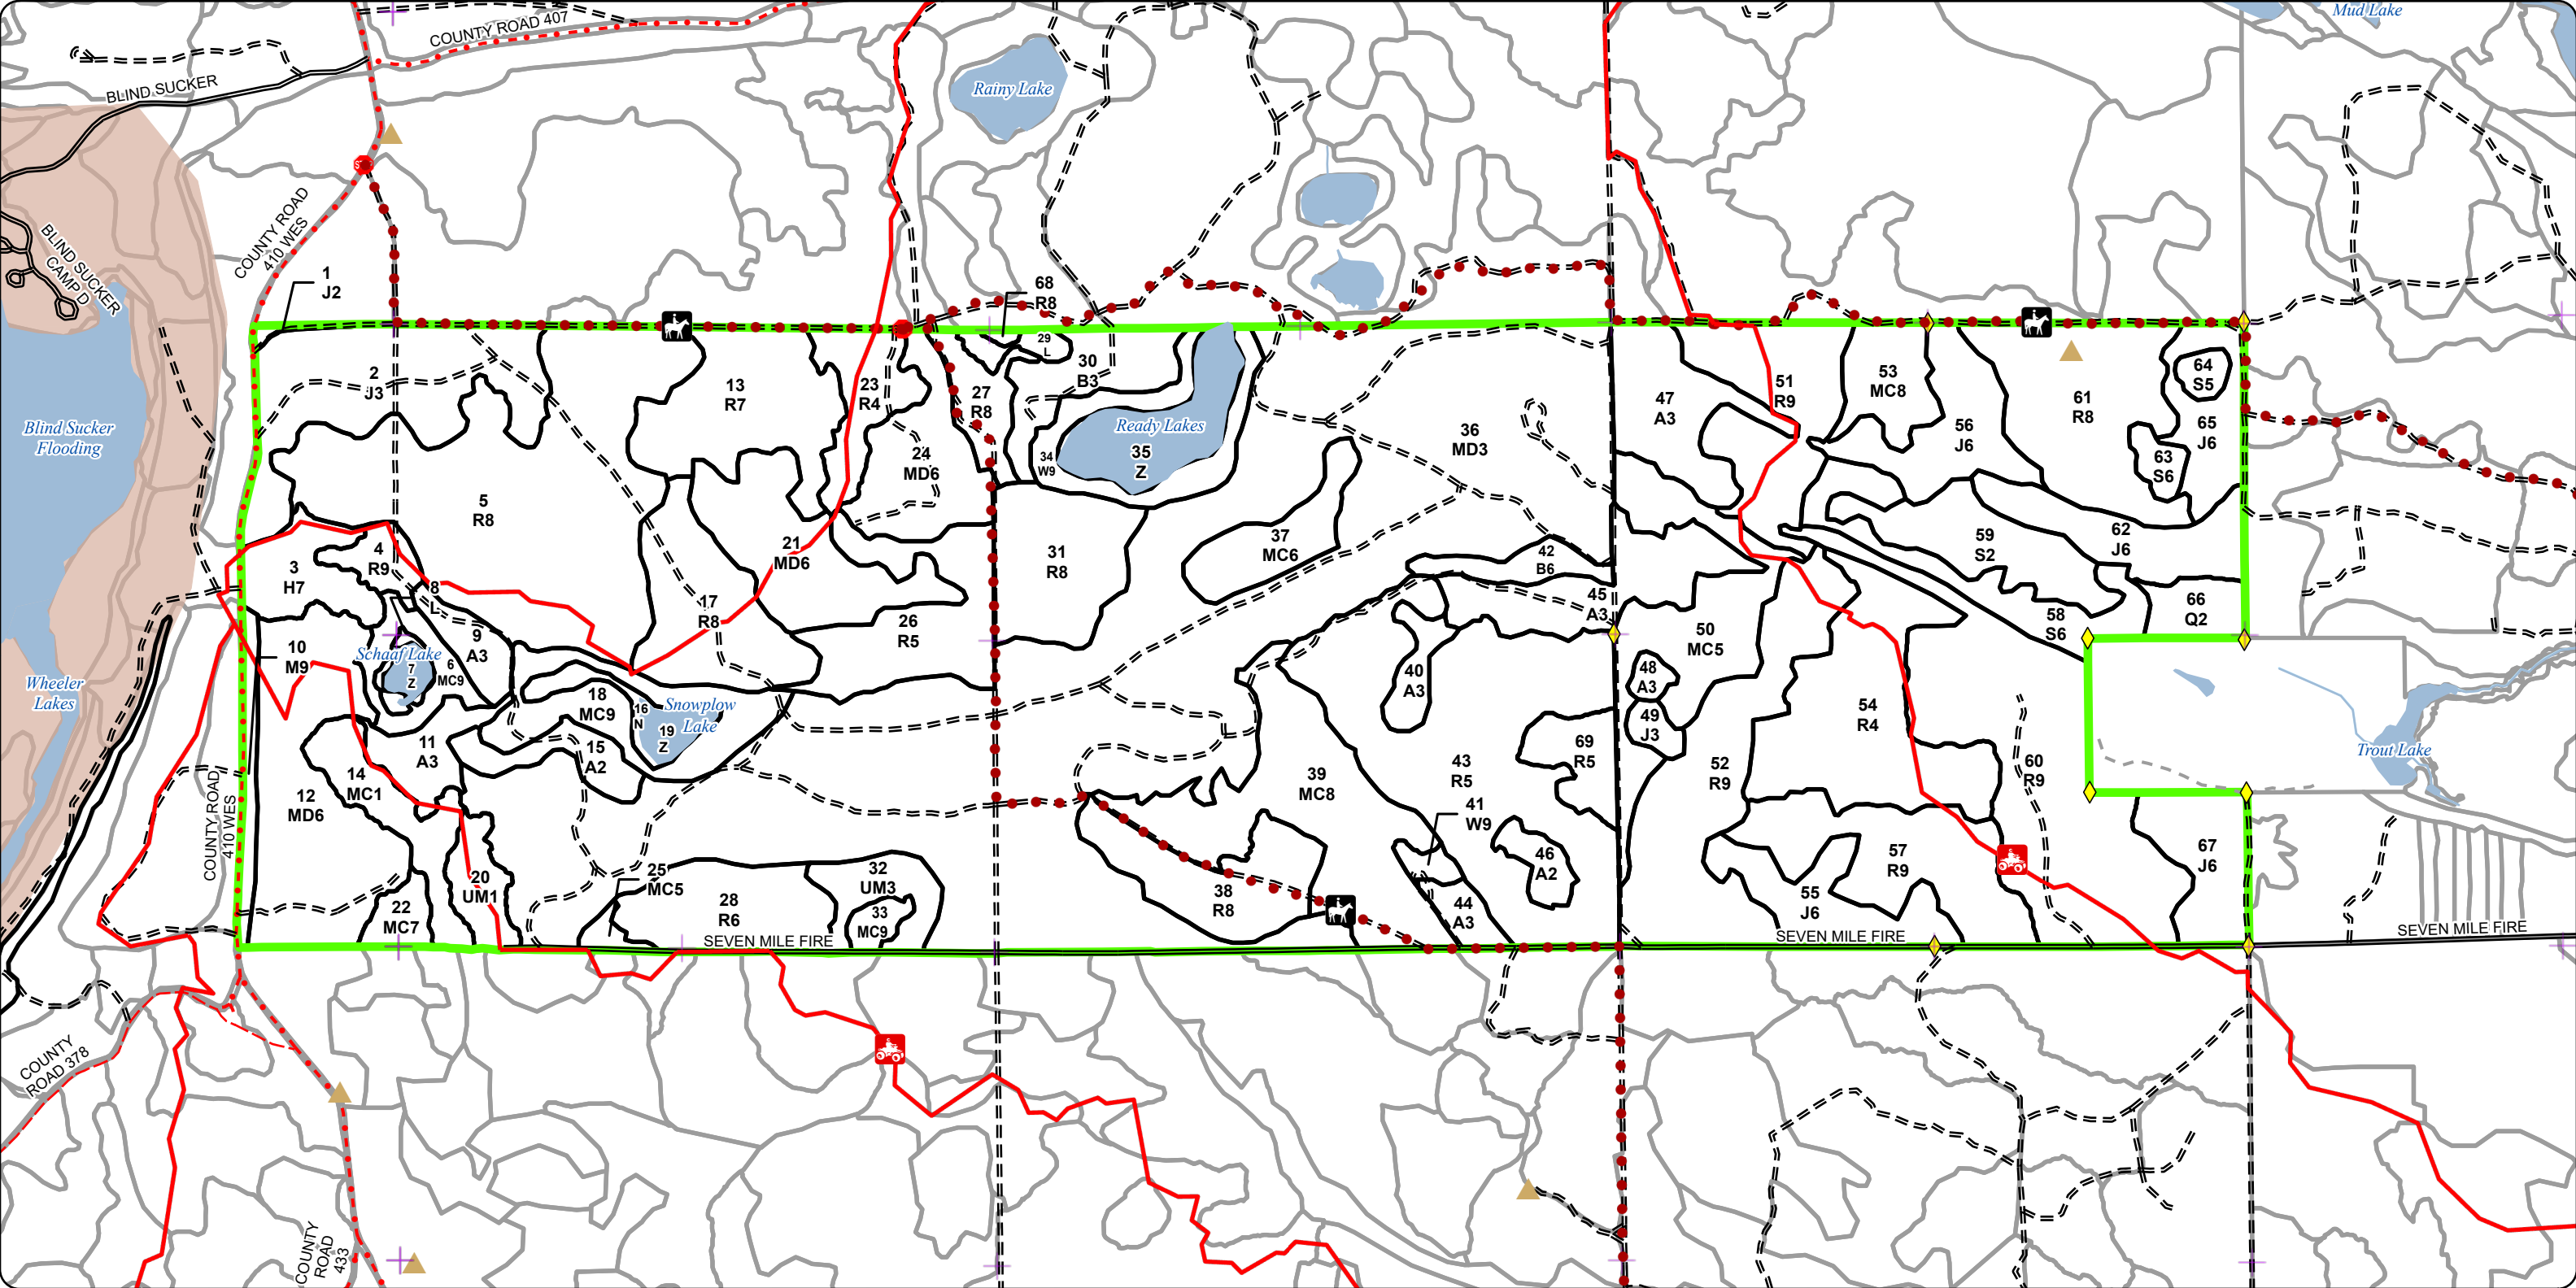 COUNTY ROAD 407
Mud Lake
Rainy Lake
BLIND SUCKER
COUNTY ROAD
410 WES
BLIND SUCKER
CAMP D
1
J2
68
R8
29
L
30
B3
2
J3
13
R7
23
R4
27
R8
47
A3
51
R9
53
MC8
61
R8
64
S5
Blind Sucker
Flooding
Ready Lakes
35
Z
34
W9
24
MD6
36
MD3
56
J6
65
J6
63
S6
5
R8
21
MD6
31
R8
37
MC6
42
B6
59
S2
62
J6
3
H7
4
R9
8
L
17
R8
26
R5
45
A3
58
S6
66
Q2
9
A3
10
M9
Schaaf Lake
7
Z
6
MC9
50
MC5
48
A3
40
A3
Wheeler
Lakes
18
MC9
16
N
Snowplow
Lake
19
Z
49
J3
54
R4
11
A3
15
A2
69
R5
Trout Lake
14
MC1
12
MD6
39
MC8
43
R5
52
R9
60
R9
41
W9
COUNTY ROAD
410 WES
20
UM1
25
MC5
32
UM3
46
A2
57
R9
67
J6
22
MC7
28
R6
33
MC9
38
R8
44
A3
55
J6
SEVEN MILE FIRE
SEVEN MILE FIRE
SEVEN MILE FIRE
COUNTY
ROAD 378
COUNTY
ROAD
433